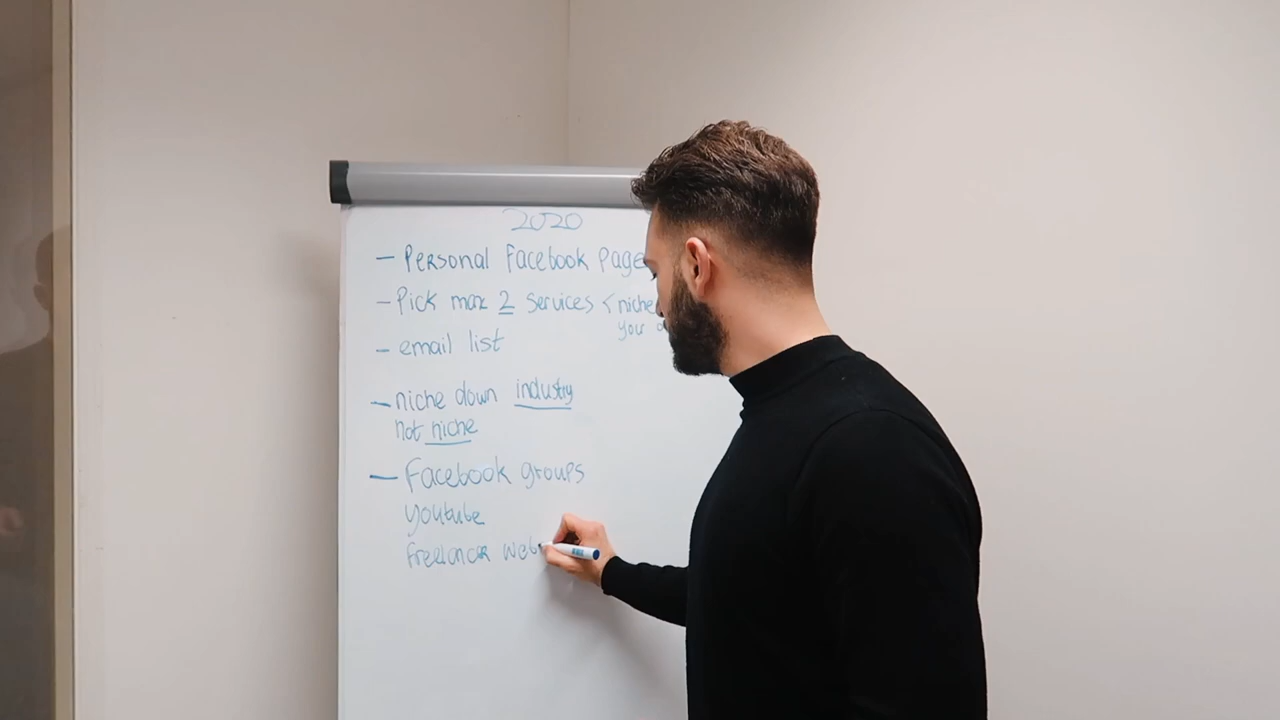 2020
- Personal Facebook Page
- Pick max 2 Services < niche
your
- email list
- niche down industry
not niche
- Facebook groups
Youtube
Freelancer Web